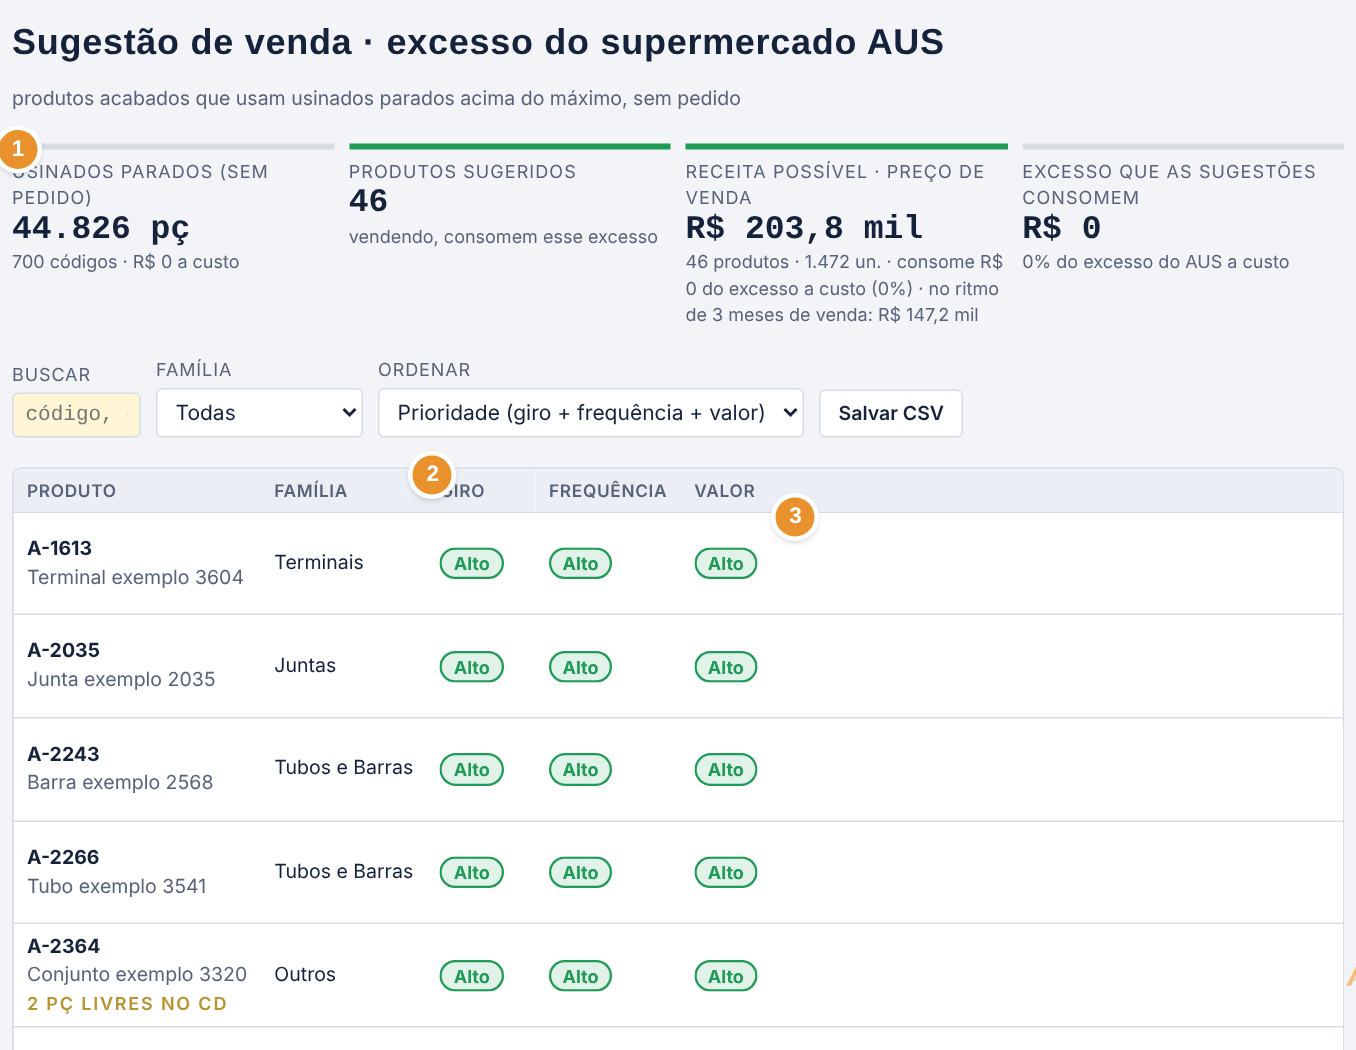 Sugestão de venda · excesso do supermercado AUS
produtos acabados que usam usinados parados acima do máximo, sem pedido
1
USINADOS PARADOS (SEM PEDIDO)
44.826 pç
700 códigos · R$ 0 a custo
PRODUTOS SUGERIDOS
46
vendendo, consomem esse excesso
RECEITA POSSÍVEL · PREÇO DE VENDA
R$ 203,8 mil
46 produtos · 1.472 un. · consome R$
0 do excesso a custo (0%) · no ritmo
de 3 meses de venda: R$ 147,2 mil
EXCESSO QUE AS SUGESTÕES CONSOMEM
R$ 0
0% do excesso do AUS a custo
BUSCAR
código,
FAMÍLIA
Todas
ORDENAR
Prioridade (giro + frequência + valor)
Salvar CSV
2
3
PRODUTO FAMÍLIA GIRO FREQUÊNCIA VALOR
A-1613
Terminal exemplo 3604
Terminais Alto Alto Alto
A-2035
Junta exemplo 2035
Juntas Alto Alto Alto
A-2243
Barra exemplo 2568
Tubos e Barras Alto Alto Alto
A-2266
Tubo exemplo 3541
Tubos e Barras Alto Alto Alto
A-2364
Conjunto exemplo 3320
2 PÇ LIVRES NO CD
Outros Alto Alto Alto